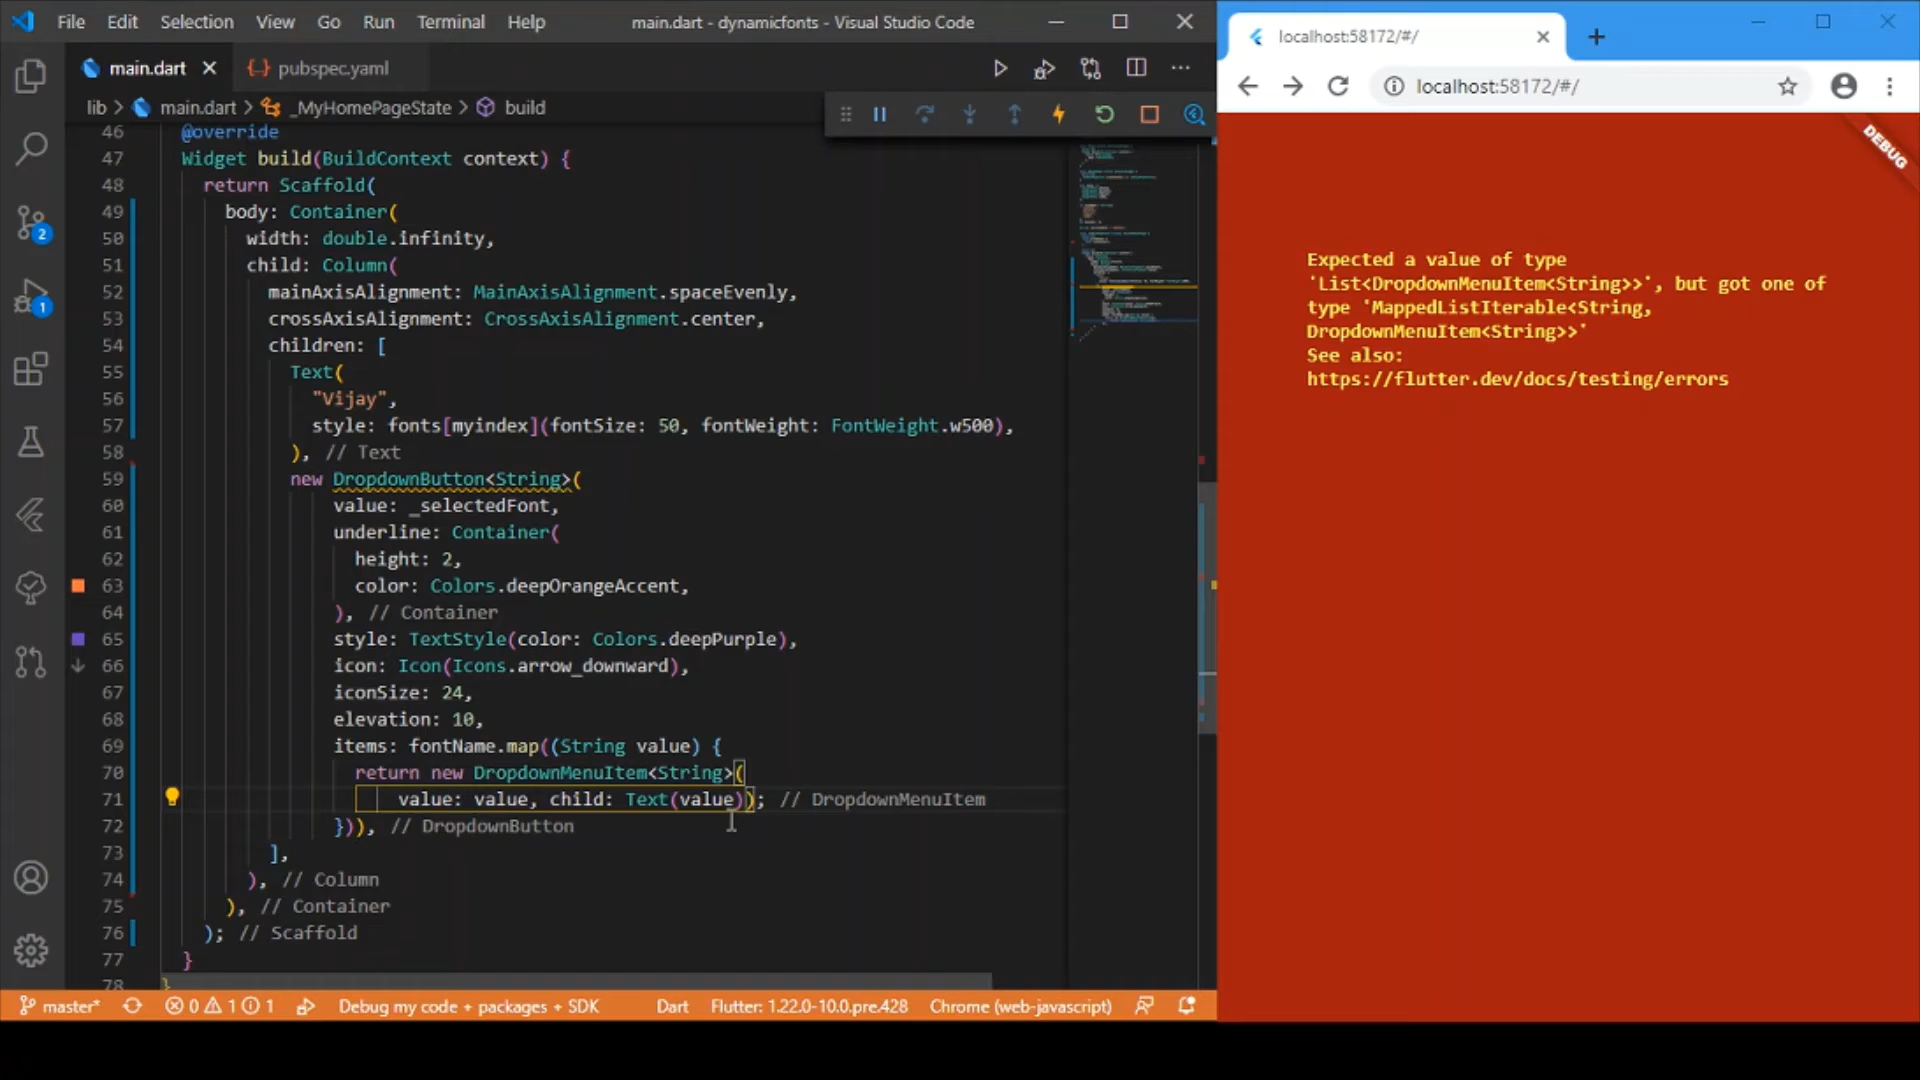 File Edit Selection View Go Run Terminal Help main.dart - dynamicfonts - Visual Studio Code
main.dart pubspec.yaml
lib > main.dart > _MyHomePageState > build
46 @override
47 Widget build(BuildContext context) {
48 return Scaffold(
49 body: Container(
50 width: double.infinity,
51 child: Column(
52 mainAxisAlignment: MainAxisAlignment.spaceEvenly,
53 crossAxisAlignment: CrossAxisAlignment.center,
54 children: [
55 Text(
56 "Vijay",
57 style: fonts[myindex](fontSize: 50, fontWeight: FontWeight.w500),
58 ), // Text
59 new DropdownButton<String>(
60 value: _selectedFont,
61 underline: Container(
62 height: 2,
63 color: Colors.deepOrangeAccent,
64 ), // Container
65 style: TextStyle(color: Colors.deepPurple),
66 icon: Icon(Icons.arrow_downward),
67 iconSize: 24,
68 elevation: 10,
69 items: fontName.map((String value) {
70 return new DropdownMenuItem<String>(
71 value: value, child: Text(value)); // DropdownMenuItem
72 })), // DropdownButton
73 ],
74 ), // Column
75 ), // Container
76 ); // Scaffold
77 }
78 }
2
1
master* 0 1 1 Debug my code + packages + SDK Dart Flutter: 1.22.0-10.0.pre.428 Chrome (web-javascript)
localhost:58172/#/
localhost:58172/#/
DEBUG
Expected a value of type
'List<DropdownMenuItem<String>>', but got one of
type 'MappedListIterable<String,
DropdownMenuItem<String>>'
See also:
https://flutter.dev/docs/testing/errors